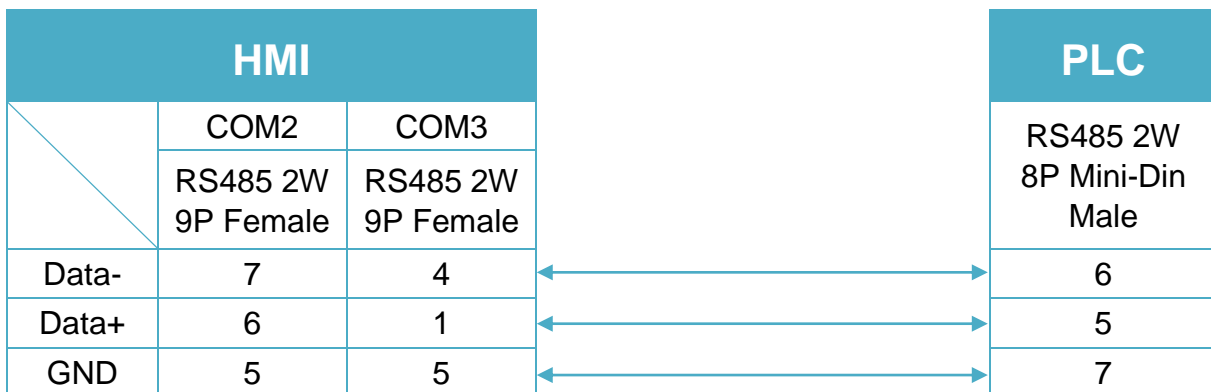 HMI PLC
COM2 COM3
RS485 2W
9P Female
RS485 2W
9P Female
RS485 2W
8P Mini-Din
Male
Data- 7 4 6
Data+ 6 1 5
GND 5 5 7